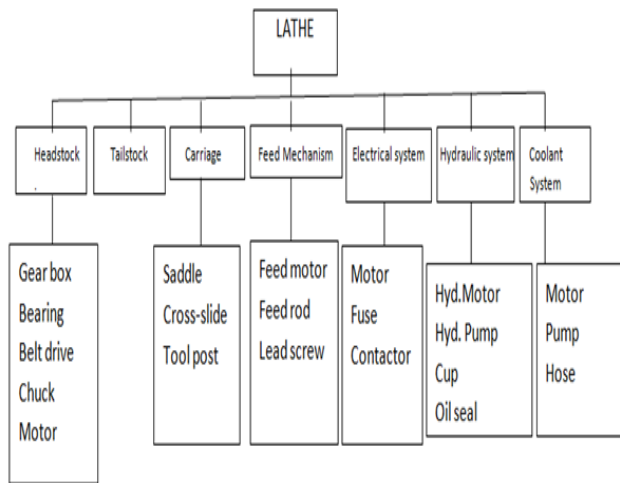 LATHE
Headstock
.
Tailstock
Carriage
Feed Mechanism
Electrical system
Hydraulic system
Coolant
System
Gear box
Bearing
Belt drive
Chuck
Motor
Saddle
Cross-slide
Tool post
Feed motor
Feed rod
Lead screw
Motor
Fuse
Contactor
Hyd.Motor
Hyd. Pump
Cup
Oil seal
Motor
Pump
Hose